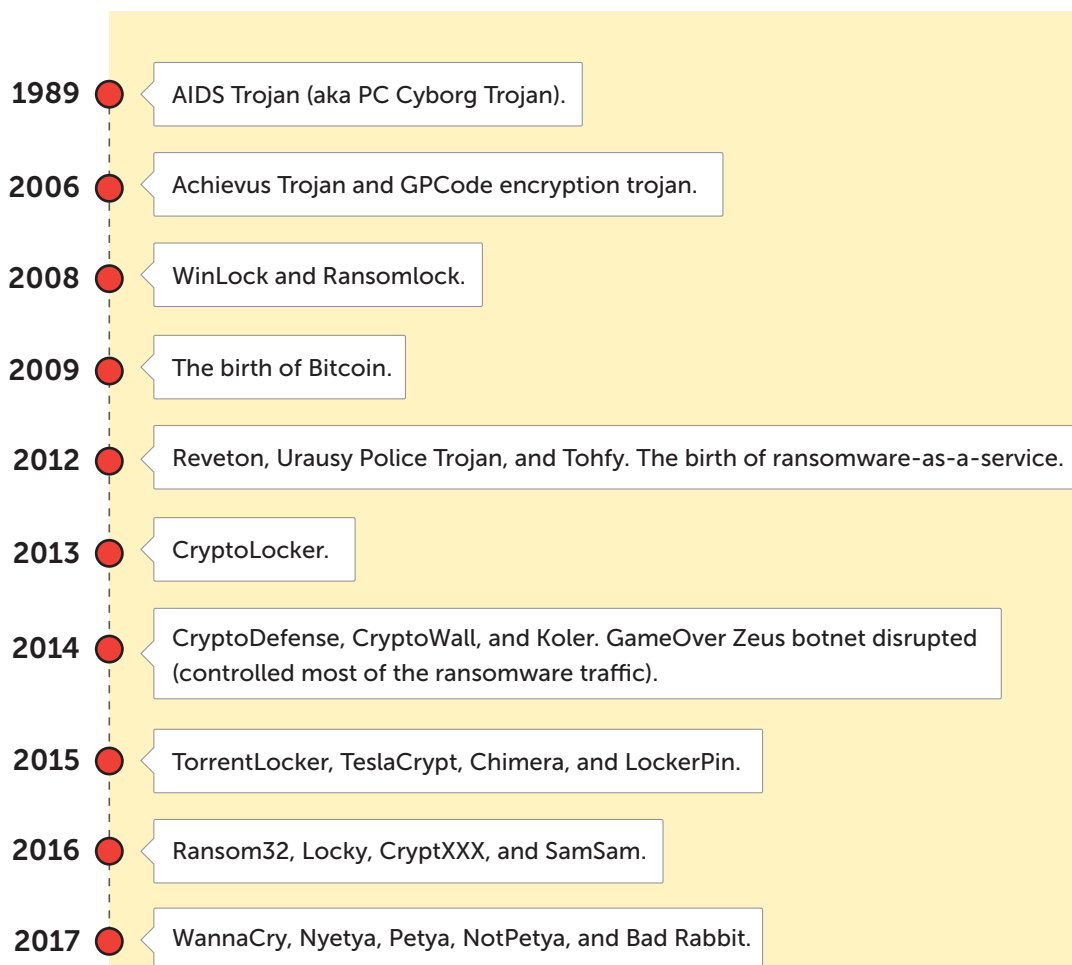 1989
AIDS Trojan (aka PC Cyborg Trojan).
2006
Achievus Trojan and GPCode encryption trojan.
2008
WinLock and Ransomlock.
2009
The birth of Bitcoin.
2012
Reveton, Urausy Police Trojan, and Tohfy. The birth of ransomware-as-a-service.
2013
CryptoLocker.
2014
CryptoDefense, CryptoWall, and Koler. GameOver Zeus botnet disrupted
(controlled most of the ransomware traffic).
2015
TorrentLocker, TeslaCrypt, Chimera, and LockerPin.
2016
Ransom32, Locky, CryptXXX, and SamSam.
2017
WannaCry, Nyetya, Petya, NotPetya, and Bad Rabbit.